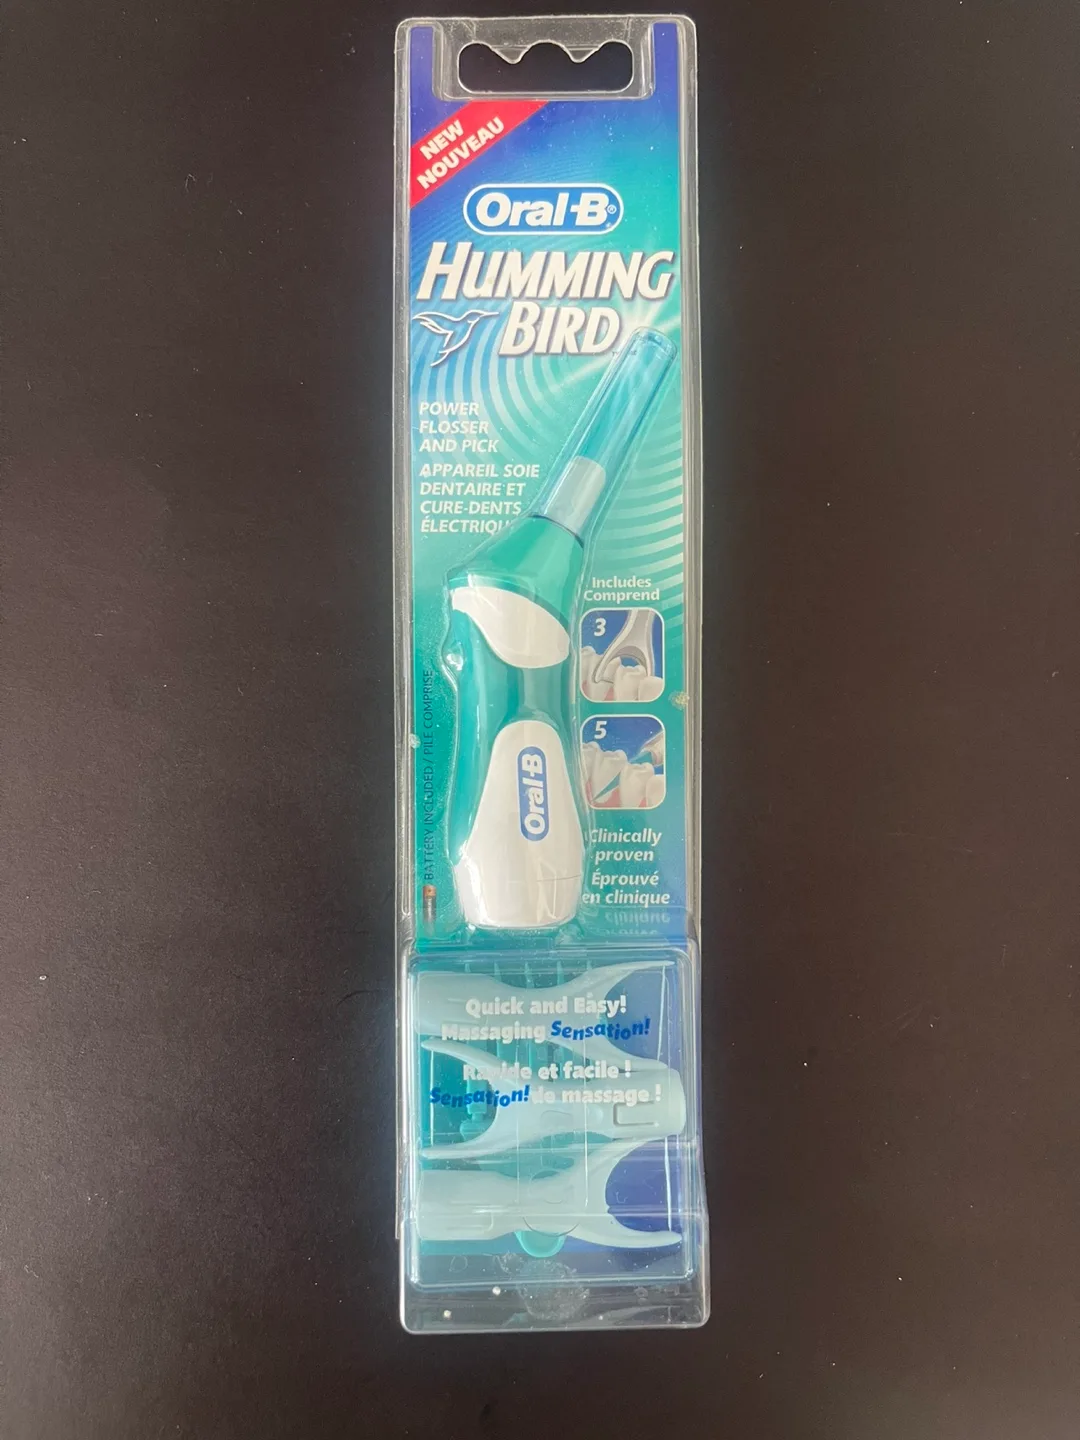 NEW
NOUVEAU
Oral-B®
HUMMING
BIRD
POWER
FLOSSER
AND PICK
APPAREIL SOIE
DENTAIRE ET
CURE-DENTS
ÉLECTRIQU
Includes
Comprend
3
5
Oral-B
BATTERY INCLUDED / PILE COMPRISE
Clinically
proven
Éprouvé
en clinique
Quick and Easy!
Massaging Sensation!
Rapide et facile !
Sensation! de massage !